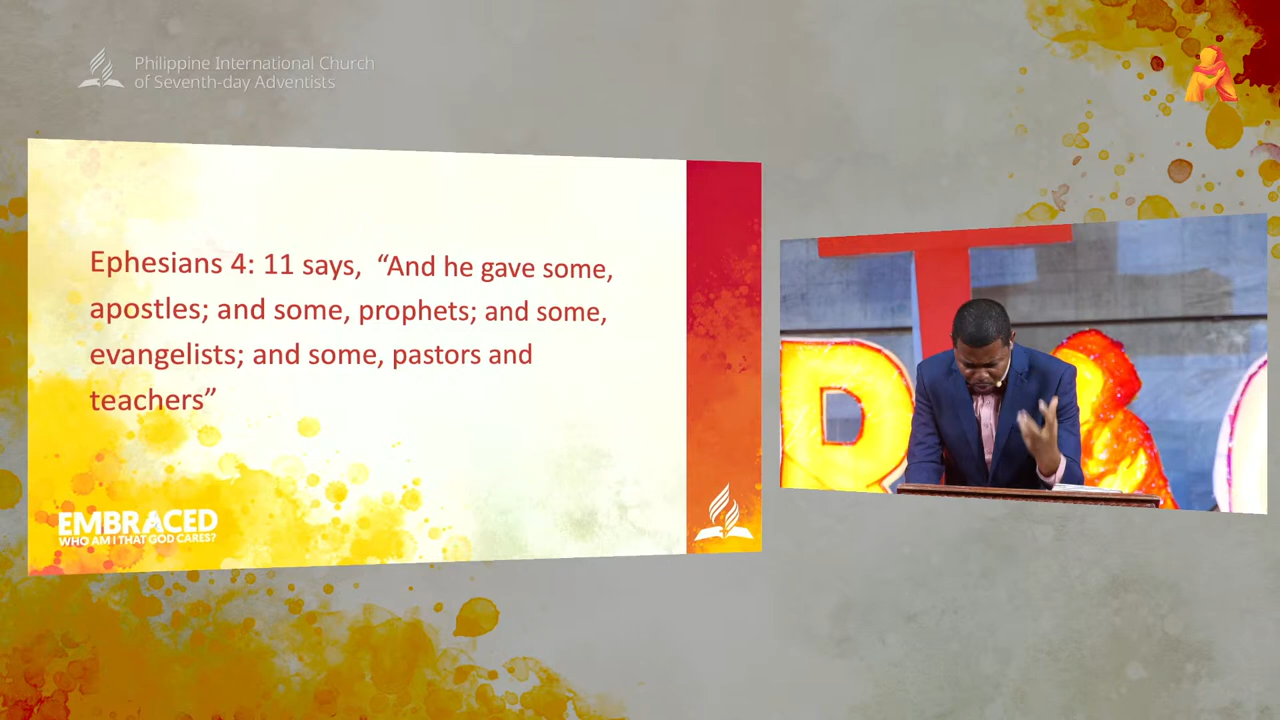 Philippine International Church
of Seventh-day Adventists
Ephesians 4: 11 says, “And he gave some,
apostles; and some, prophets; and some,
evangelists; and some, pastors and
teachers”
EMBRACED
WHO AM I THAT GOD CARES?